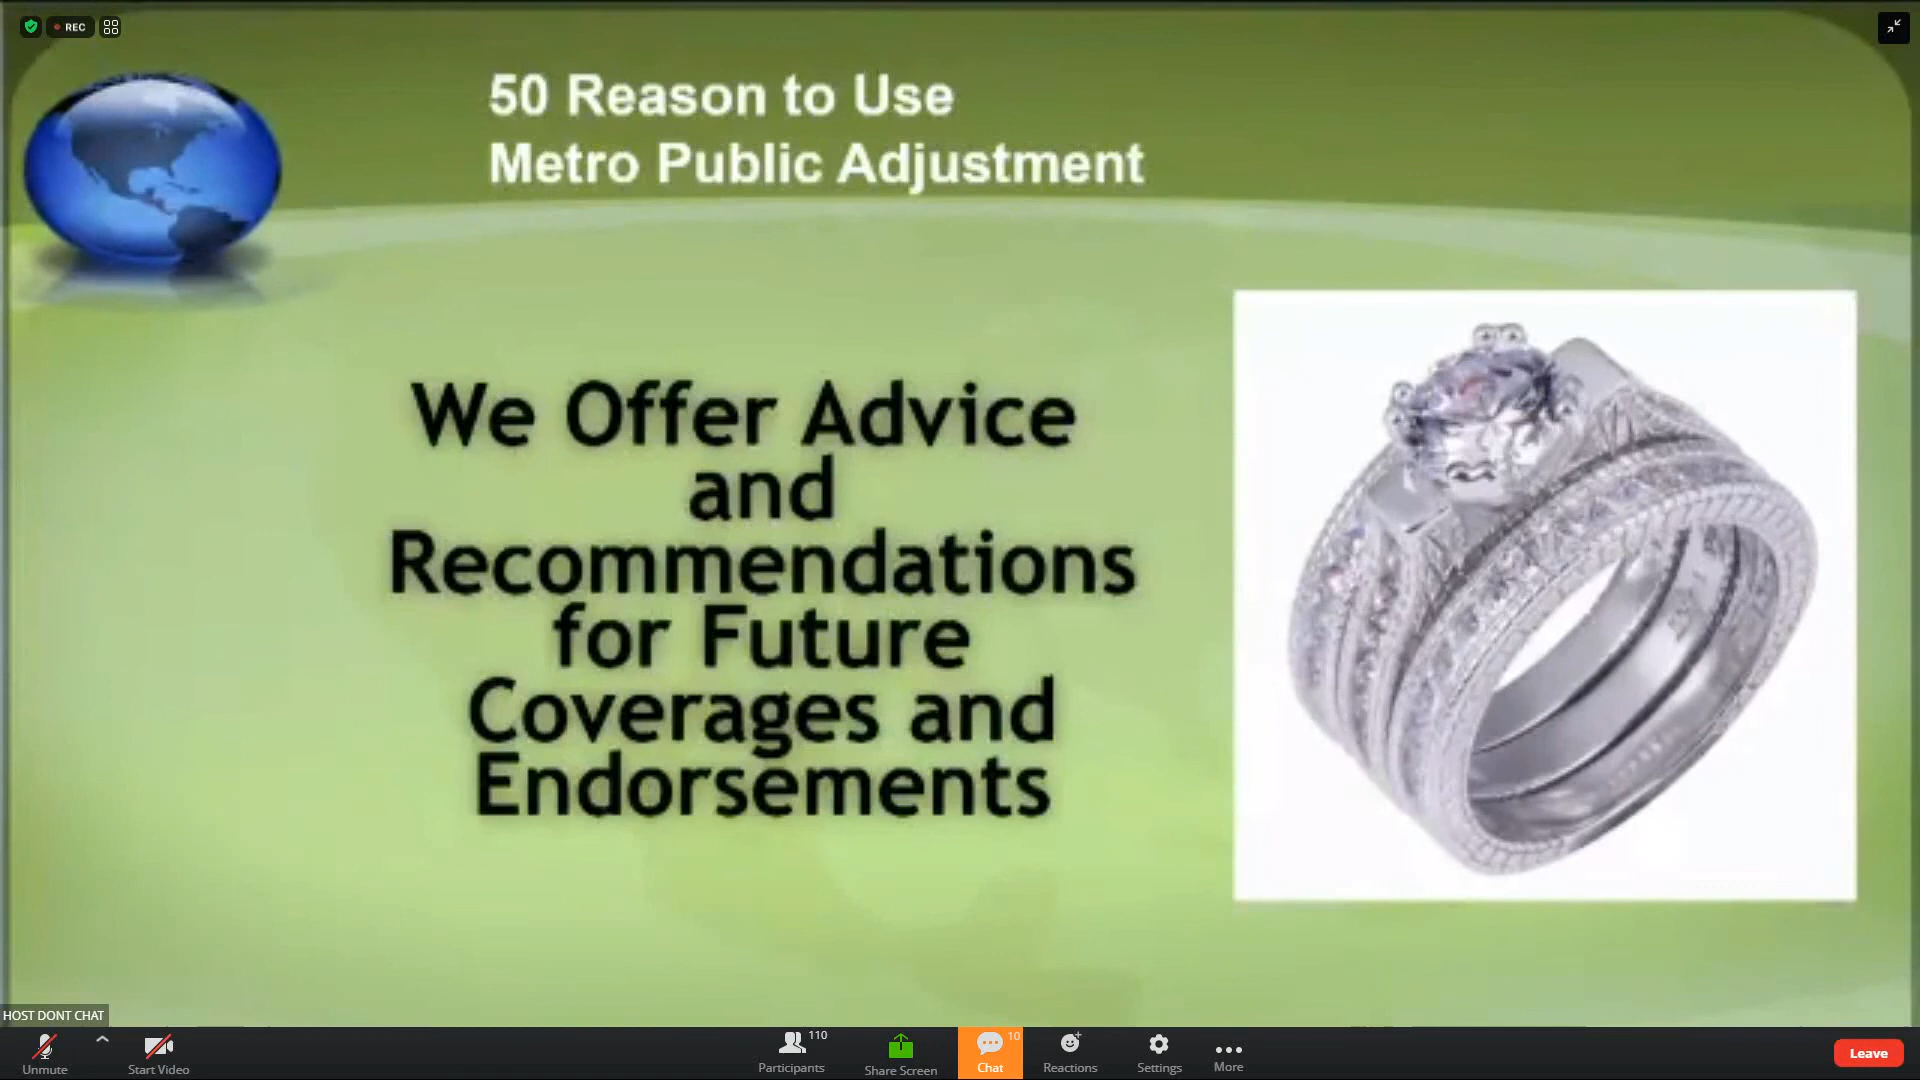 REC
50 Reason to Use
Metro Public Adjustment
We Offer Advice
and
Recommendations
for Future
Coverages and
Endorsements
HOST DONT CHAT
Unmute
Start Video
110
Participants
Share Screen
10
Chat
Reactions
Settings
More
Leave